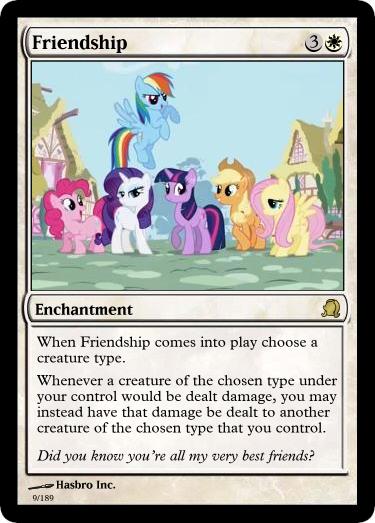 Friendship 3
Enchantment
When Friendship comes into play choose a
creature type.
Whenever a creature of the chosen type under
your control would be dealt damage, you may
instead have that damage be dealt to another
creature of the chosen type that you control.
Did you know you're all my very best friends?
Hasbro Inc.
9/189